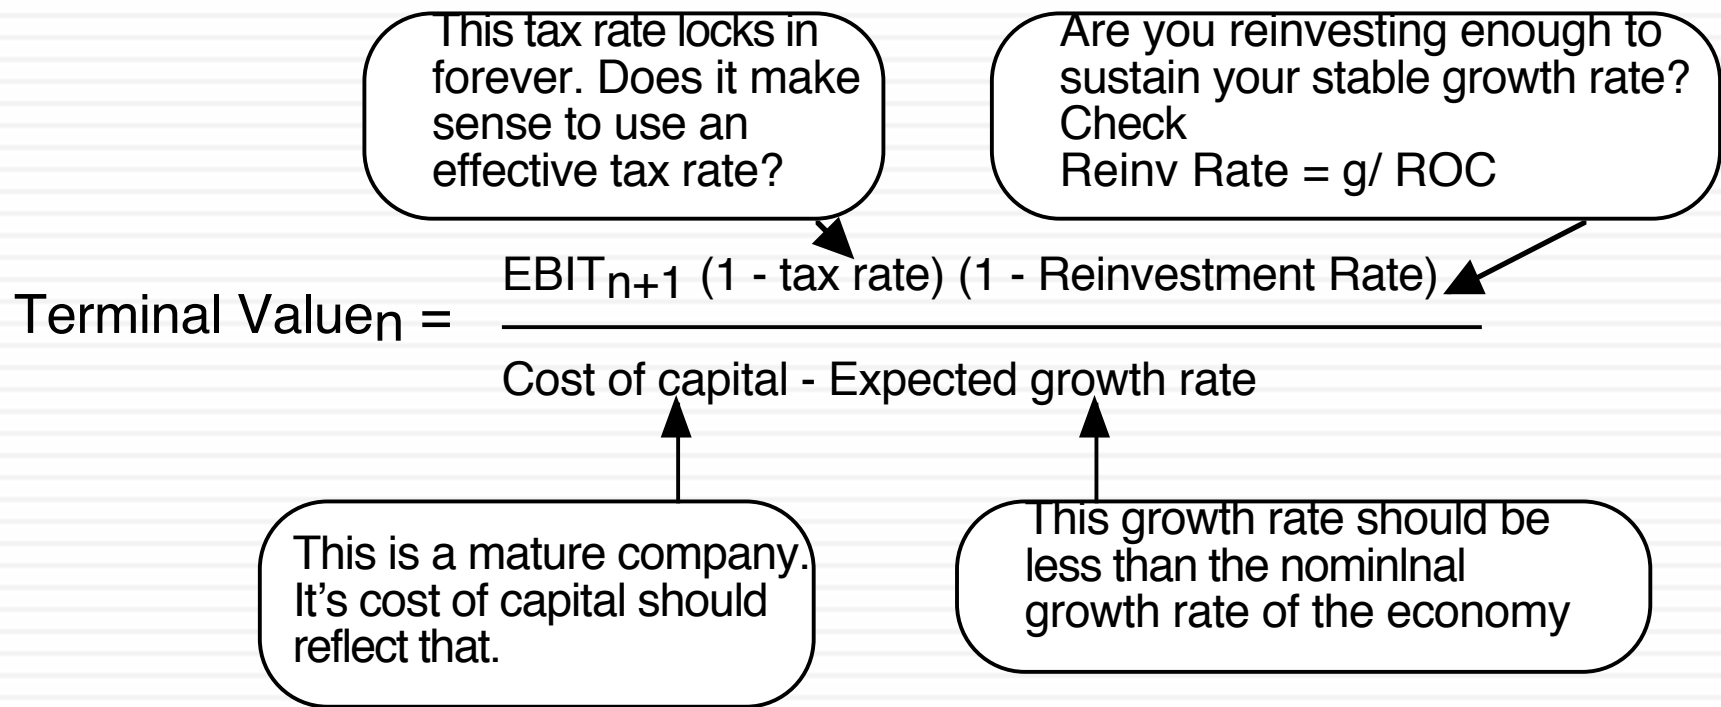 This tax rate locks in
forever. Does it make
sense to use an
effective tax rate?
Are you reinvesting enough to
sustain your stable growth rate?
Check
Reinv Rate = g/ ROC
EBITn+1 (1 - tax rate) (1 - Reinvestment Rate)
Terminal Valuen =
Cost of capital - Expected growth rate
This is a mature company.
It’s cost of capital should
reflect that.
This growth rate should be
less than the nominlnal
growth rate of the economy